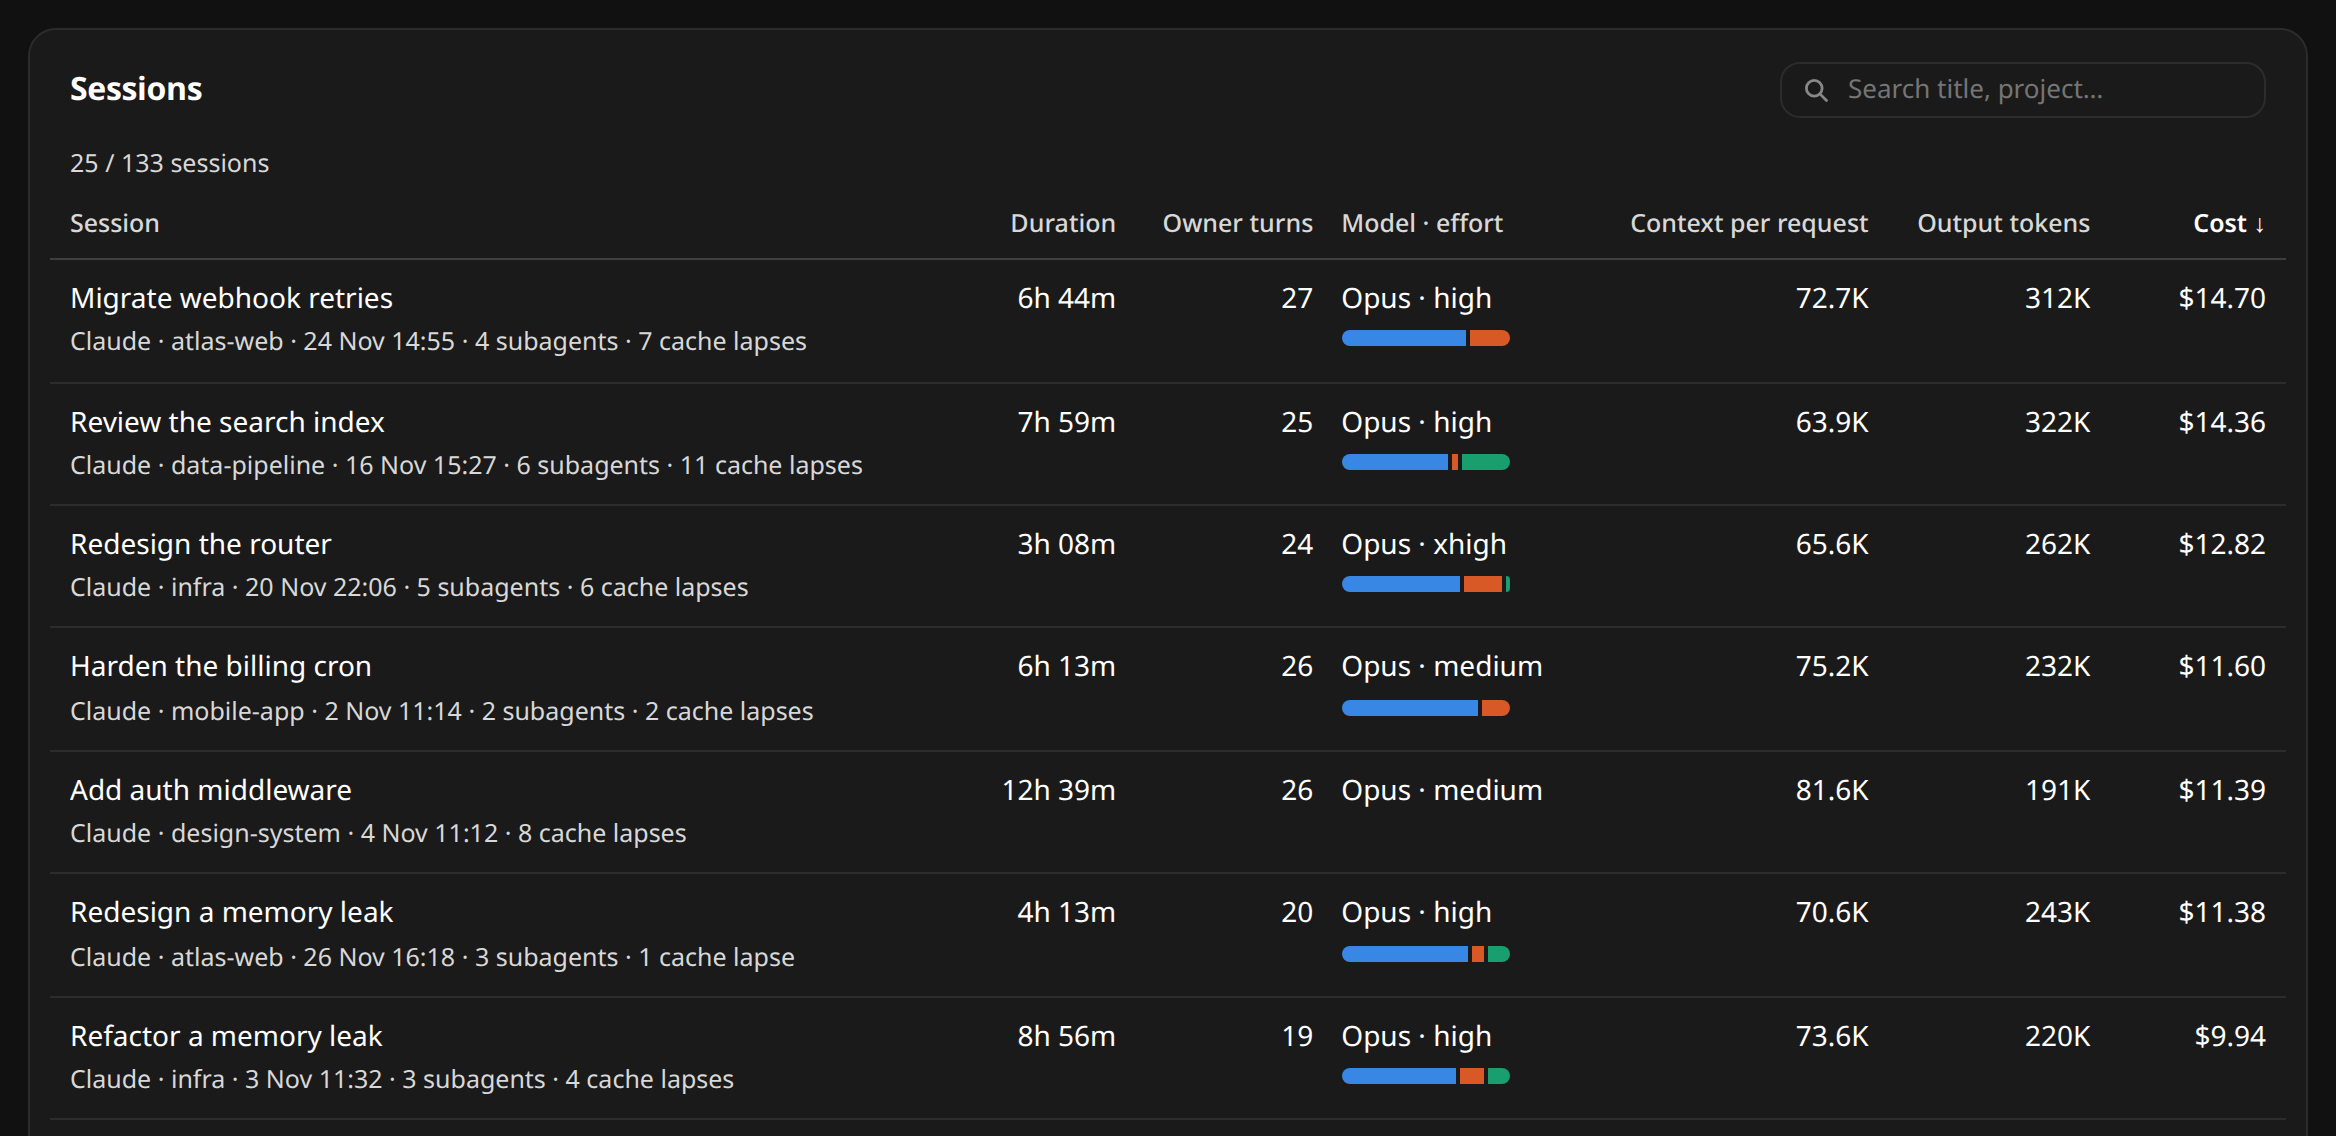 Sessions
Search title, project...
25 / 133 sessions
Session Duration Owner turns Model · effort Context per request Output tokens Cost ↓
Migrate webhook retries 6h 44m 27 Opus · high 72.7K 312K $14.70
Claude · atlas-web · 24 Nov 14:55 · 4 subagents · 7 cache lapses
Review the search index 7h 59m 25 Opus · high 63.9K 322K $14.36
Claude · data-pipeline · 16 Nov 15:27 · 6 subagents · 11 cache lapses
Redesign the router 3h 08m 24 Opus · xhigh 65.6K 262K $12.82
Claude · infra · 20 Nov 22:06 · 5 subagents · 6 cache lapses
Harden the billing cron 6h 13m 26 Opus · medium 75.2K 232K $11.60
Claude · mobile-app · 2 Nov 11:14 · 2 subagents · 2 cache lapses
Add auth middleware 12h 39m 26 Opus · medium 81.6K 191K $11.39
Claude · design-system · 4 Nov 11:12 · 8 cache lapses
Redesign a memory leak 4h 13m 20 Opus · high 70.6K 243K $11.38
Claude · atlas-web · 26 Nov 16:18 · 3 subagents · 1 cache lapse
Refactor a memory leak 8h 56m 19 Opus · high 73.6K 220K $9.94
Claude · infra · 3 Nov 11:32 · 3 subagents · 4 cache lapses